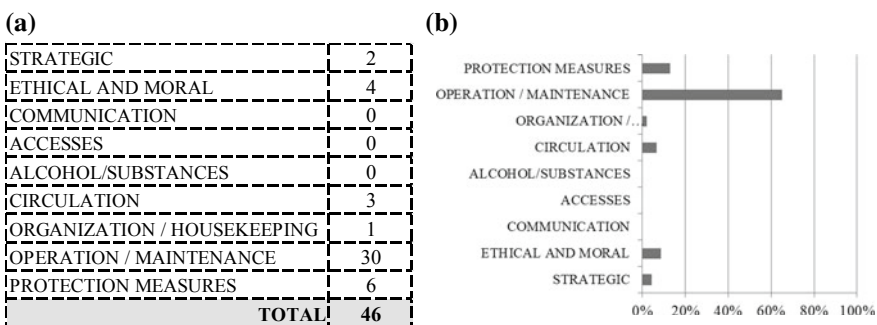 (a)
STRATEGIC 2
ETHICAL AND MORAL 4
COMMUNICATION 0
ACCESSES 0
ALCOHOL/SUBSTANCES 0
CIRCULATION 3
ORGANIZATION / HOUSEKEEPING 1
OPERATION / MAINTENANCE 30
PROTECTION MEASURES 6
TOTAL 46
(b)
PROTECTION MEASURES
OPERATION / MAINTENANCE
ORGANIZATION /...
CIRCULATION
ALCOHOL/SUBSTANCES
ACCESSES
COMMUNICATION
ETHICAL AND MORAL
STRATEGIC
0% 20% 40% 60% 80% 100%